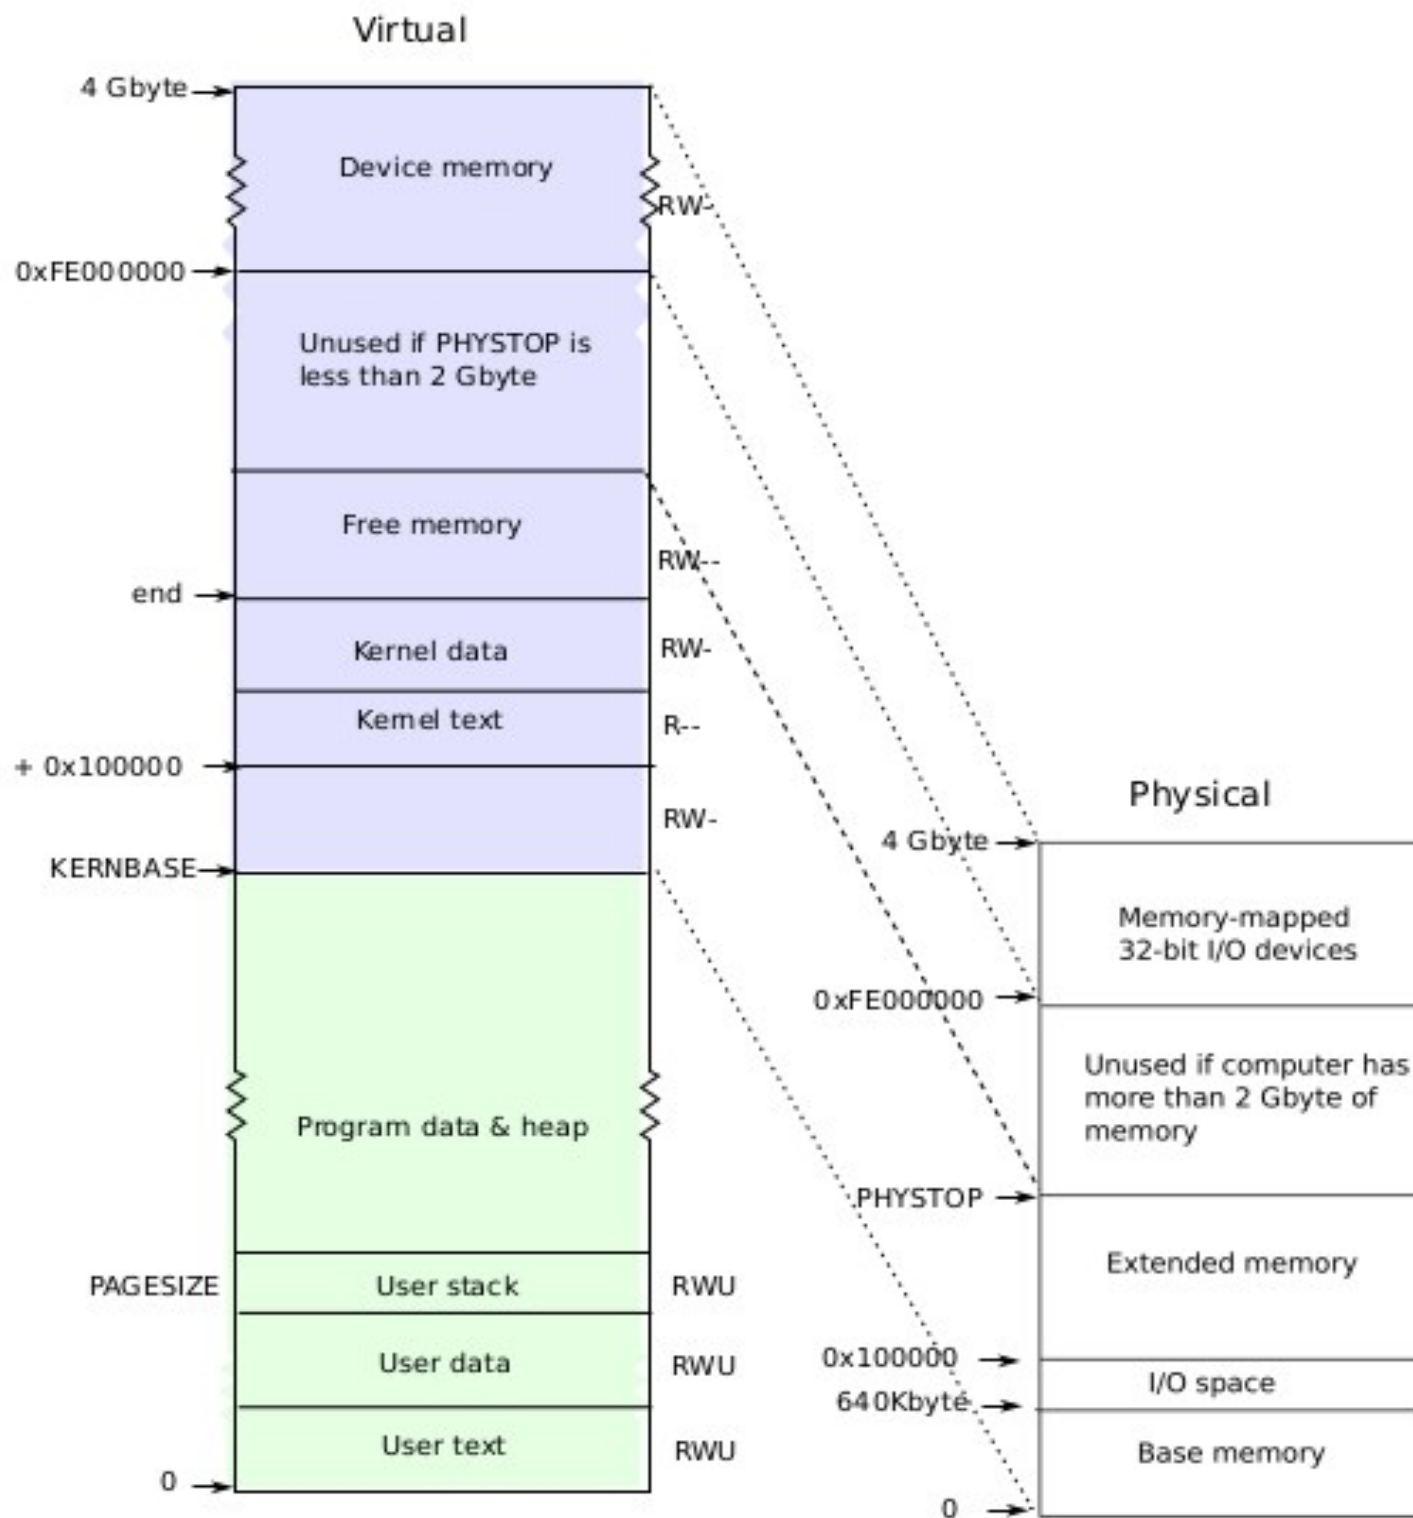 Virtual
4 Gbyte
Device memory
RW-
0xFE000000
Unused if PHYSTOP is
less than 2 Gbyte
Free memory
RW--
end
Kernel data
RW-
Kernel text
R--
+ 0x100000
RW-
KERNBASE
Program data & heap
PAGESIZE
User stack
RWU
User data
RWU
User text
RWU
0
Physical
4 Gbyte
Memory-mapped
32-bit I/O devices
0xFE000000
Unused if computer has
more than 2 Gbyte of
memory
PHYSTOP
Extended memory
0x100000
I/O space
640Kbyte
Base memory
0